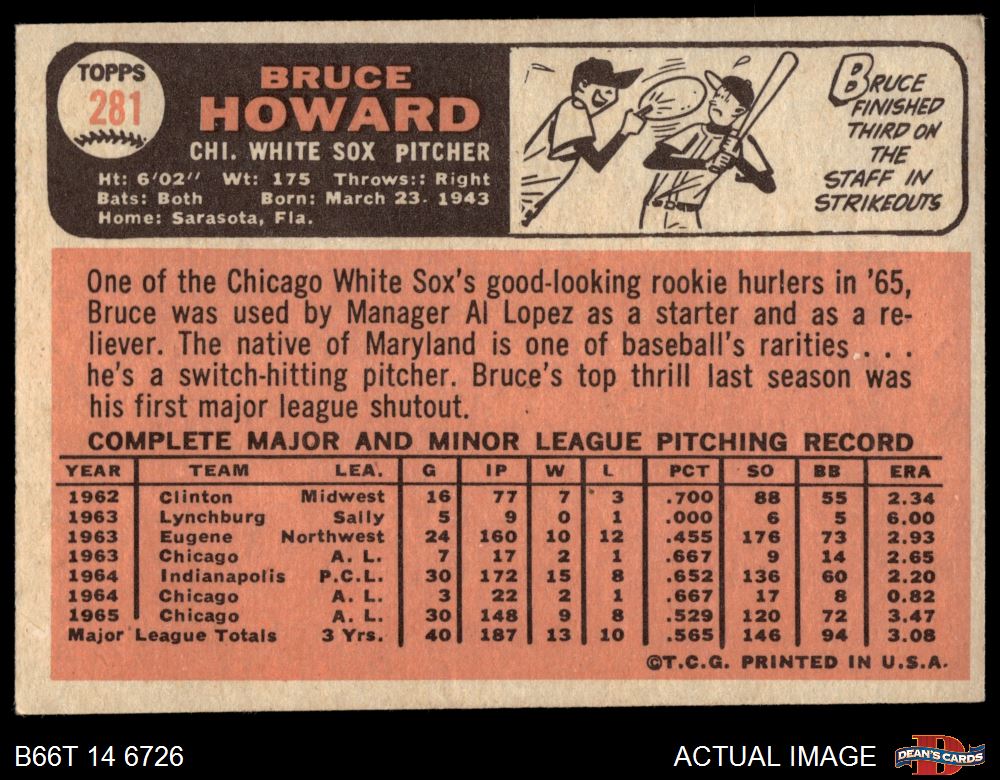 TOPPS
281
BRUCE
HOWARD
CHI. WHITE SOX PITCHER
Ht: 6'02" Wt: 175 Throws:: Right
Bats: Both Born: March 23. 1943
Home: Sarasota, Fla.
BRUCE
FINISHED
THIRD ON
THE
STAFF IN
STRIKEOUTS
One of the Chicago White Sox's good-looking rookie hurlers in '65,
Bruce was used by Manager Al Lopez as a starter and as a re-
liever. The native of Maryland is one of baseball's rarities . . .
he's a switch-hitting pitcher. Bruce's top thrill last season was
his first major league shutout.
COMPLETE MAJOR AND MINOR LEAGUE PITCHING RECORD
YEAR TEAM LEA. G IP W L PCT SO BB ERA
1962 Clinton Midwest 16 77 7 3 .700 88 55 2.34
1963 Lynchburg Sally 5 9 0 1 .000 6 5 6.00
1963 Eugene Northwest 24 160 10 12 .455 176 73 2.93
1963 Chicago A. L. 7 17 2 1 .667 9 14 2.65
1964 Indianapolis P.C.L. 30 172 15 8 .652 136 60 2.20
1964 Chicago A. L. 3 22 2 1 .667 17 8 0.82
1965 Chicago A. L. 30 148 9 8 .529 120 72 3.47
Major League Totals 3 Yrs. 40 187 13 10 .565 146 94 3.08
©T.C.G. PRINTED IN U.S.A.
B66T 14 6726
ACTUAL IMAGE
DEAN'S CARDS